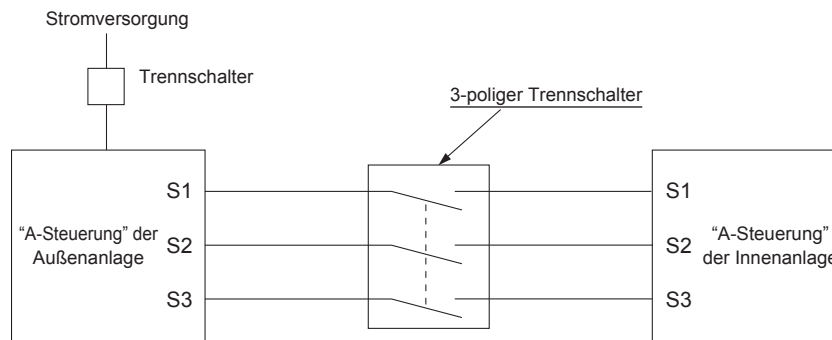 Stromversorgung
Trennschalter
3-poliger Trennschalter
S1
S1
“A-Steuerung” der
Außenanlage
S2
S2
“A-Steuerung”
der Innenanlage
S3
S3